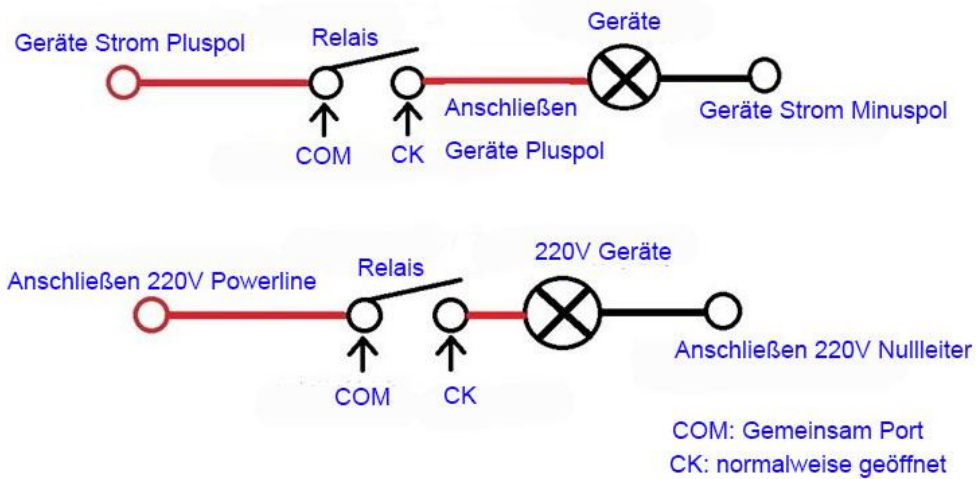 Geräte Strom Pluspol
Relais
Geräte
Anschließen
Geräte Pluspol
Geräte Strom Minuspol
COM
CK
Anschließen 220V Powerline
Relais
220V Geräte
Anschließen 220V Nullleiter
COM
CK
COM: Gemeinsam Port
CK: normalweise geöffnet